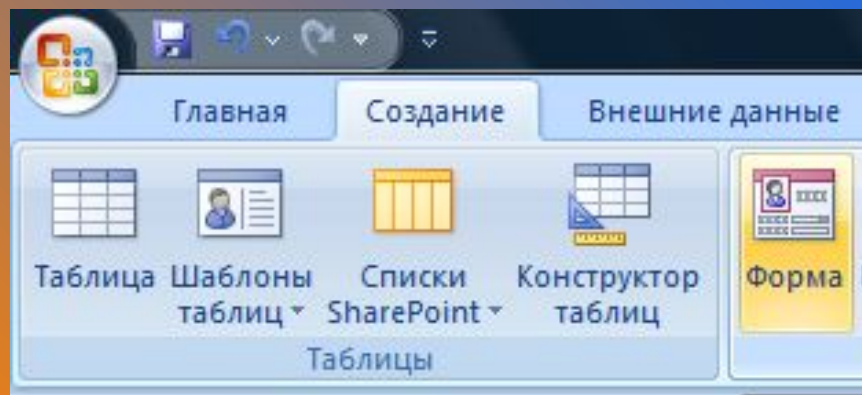 Главная Создание Внешние данные
Таблица Шаблоны таблиц Списки SharePoint Конструктор таблиц Форма
Таблицы